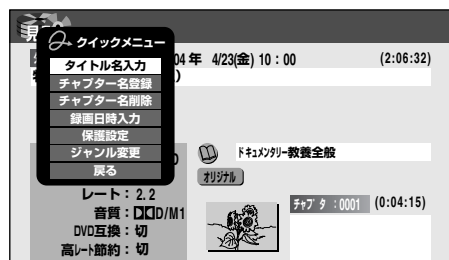 見
クイックメニュー
タイトル名入力
チャプター名登録
チャプター名削除
録画日時入力
保護設定
ジャンル変更
戻る
04年 4/23(金) 10：00 (2:06:32)
)
ドキュメンタリー教養全般
オリジナル
レート：2.2
音質：DD D/M1
DVD互換：切
高レート節約：切
チャプタ：0001 (0:04:15)